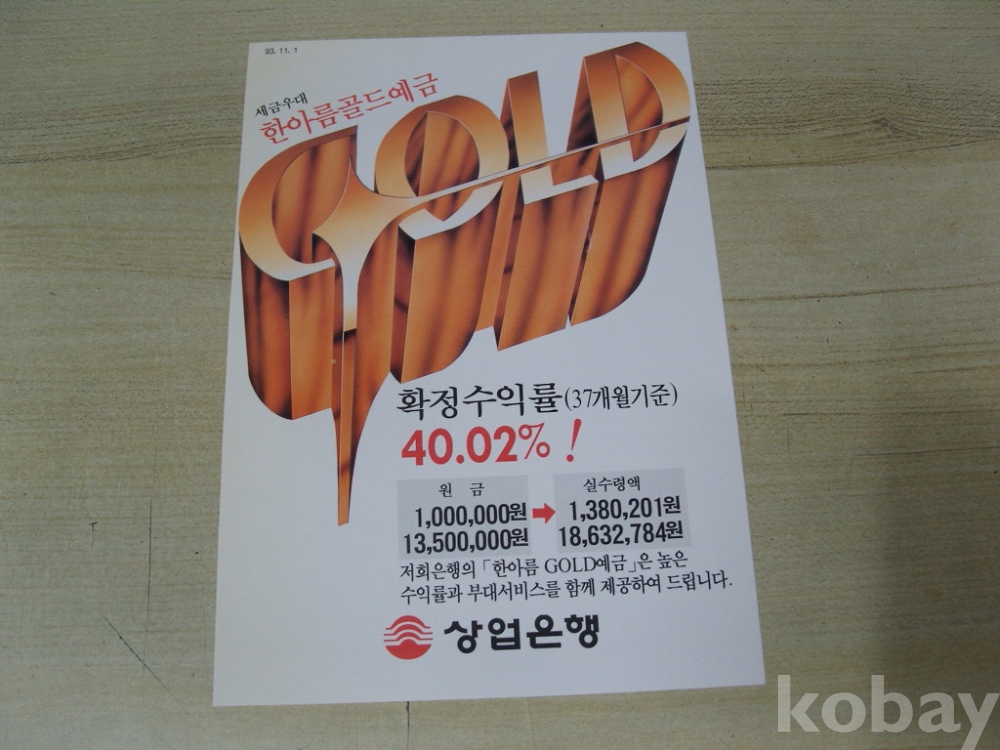 93. 11. 1
세금우대
한아름골드예금
GOLD
확정수익률(37개월기준)
40.02% !
원 금
실수령액
1,000,000원 → 1,380,201원
13,500,000원 18,632,784원
저희은행의 「한아름 GOLD예금」은 높은
수익률과 부대서비스를 함께 제공하여 드립니다.
상업은행
kobay